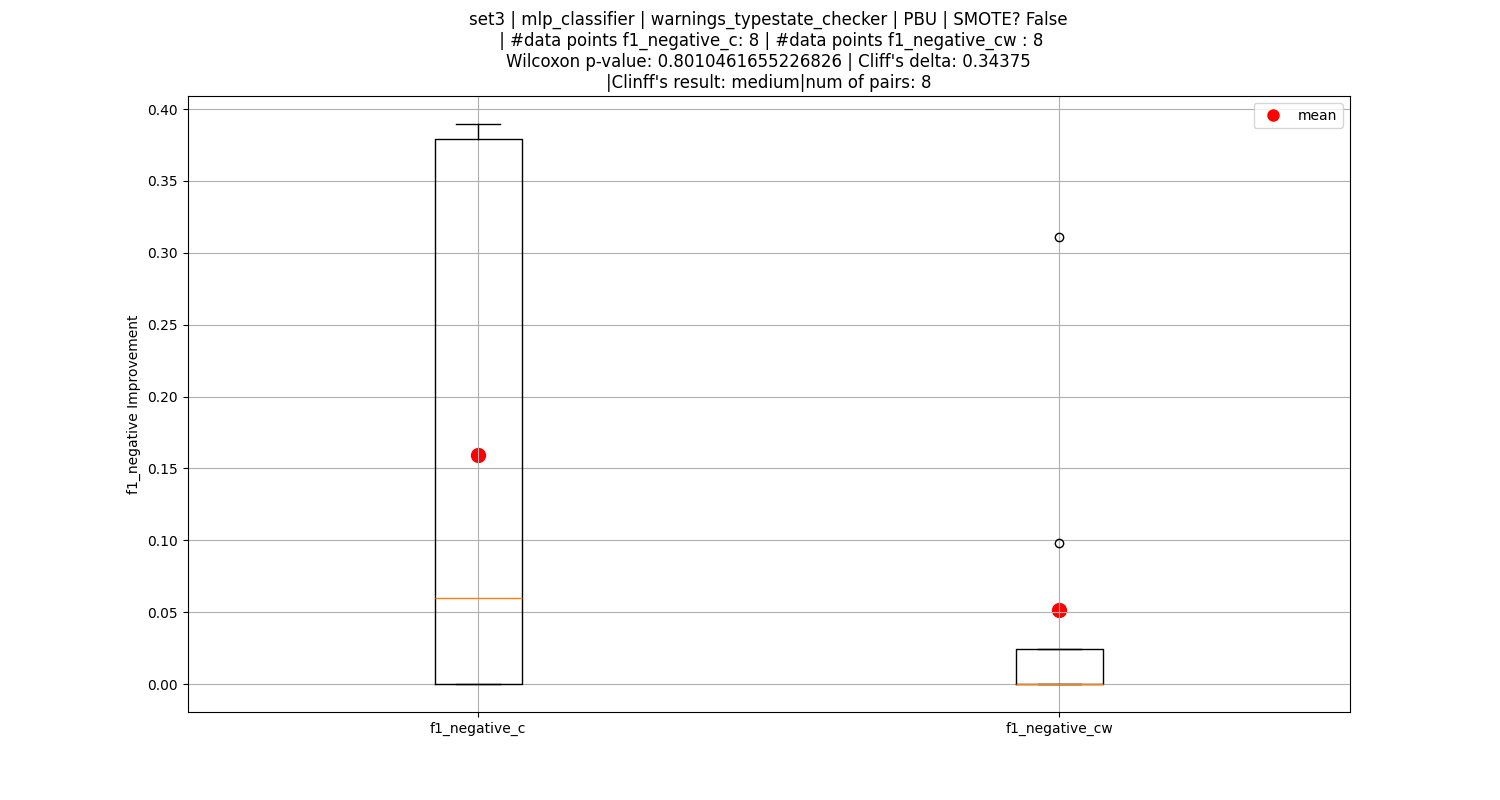 set3 | mlp_classifier | warnings_typestate_checker | PBU | SMOTE? False
| #data points f1_negative_c: 8 | #data points f1_negative_cw : 8
Wilcoxon p-value: 0.8010461655226826 | Cliff's delta: 0.34375
|Clinff's result: medium|num of pairs: 8
mean
f1_negative Improvement
0.40
0.35
0.30
0.25
0.20
0.15
0.10
0.05
0.00
f1_negative_c
f1_negative_cw